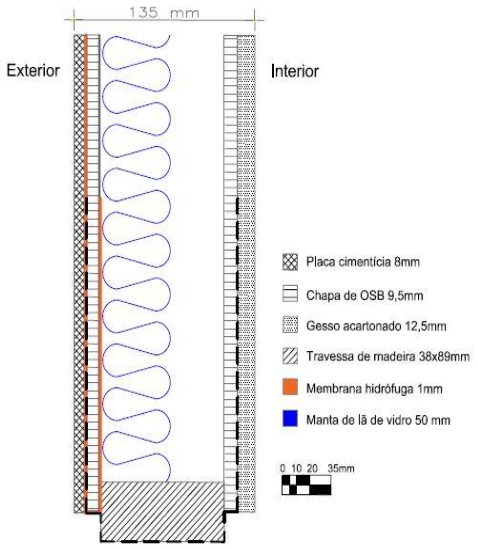 135 mm
Exterior
Interior
Placa cimentícia 8mm
Chapa de OSB 9,5mm
Gesso acartonado 12,5mm
Travessa de madeira 38x89mm
Membrana hidrófuga 1mm
Manta de lã de vidro 50 mm
0 10 20 35mm